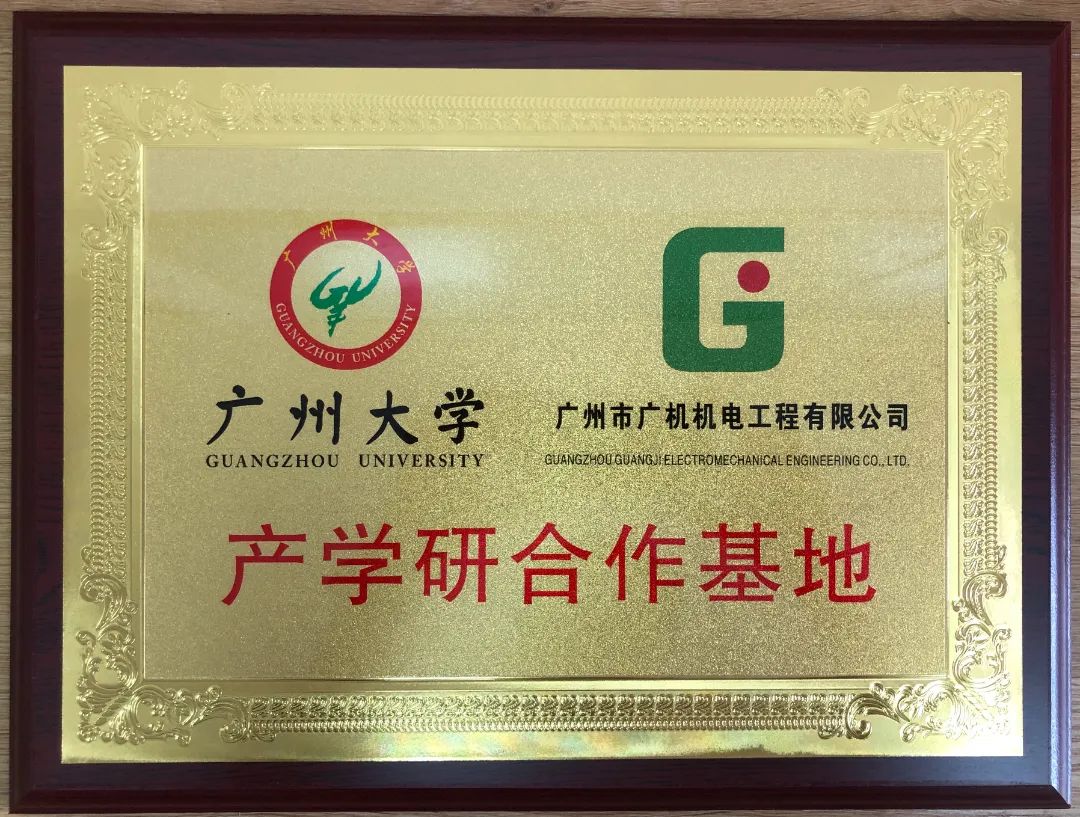 广州大学
GUANGZHOU UNIVERSITY
广州大学
GUANGZHOU UNIVERSITY
广州市广机机电工程有限公司
GUANGZHOU GUANGJI ELECTROMECHANICAL ENGINEERING CO., LTD.
产学研合作基地